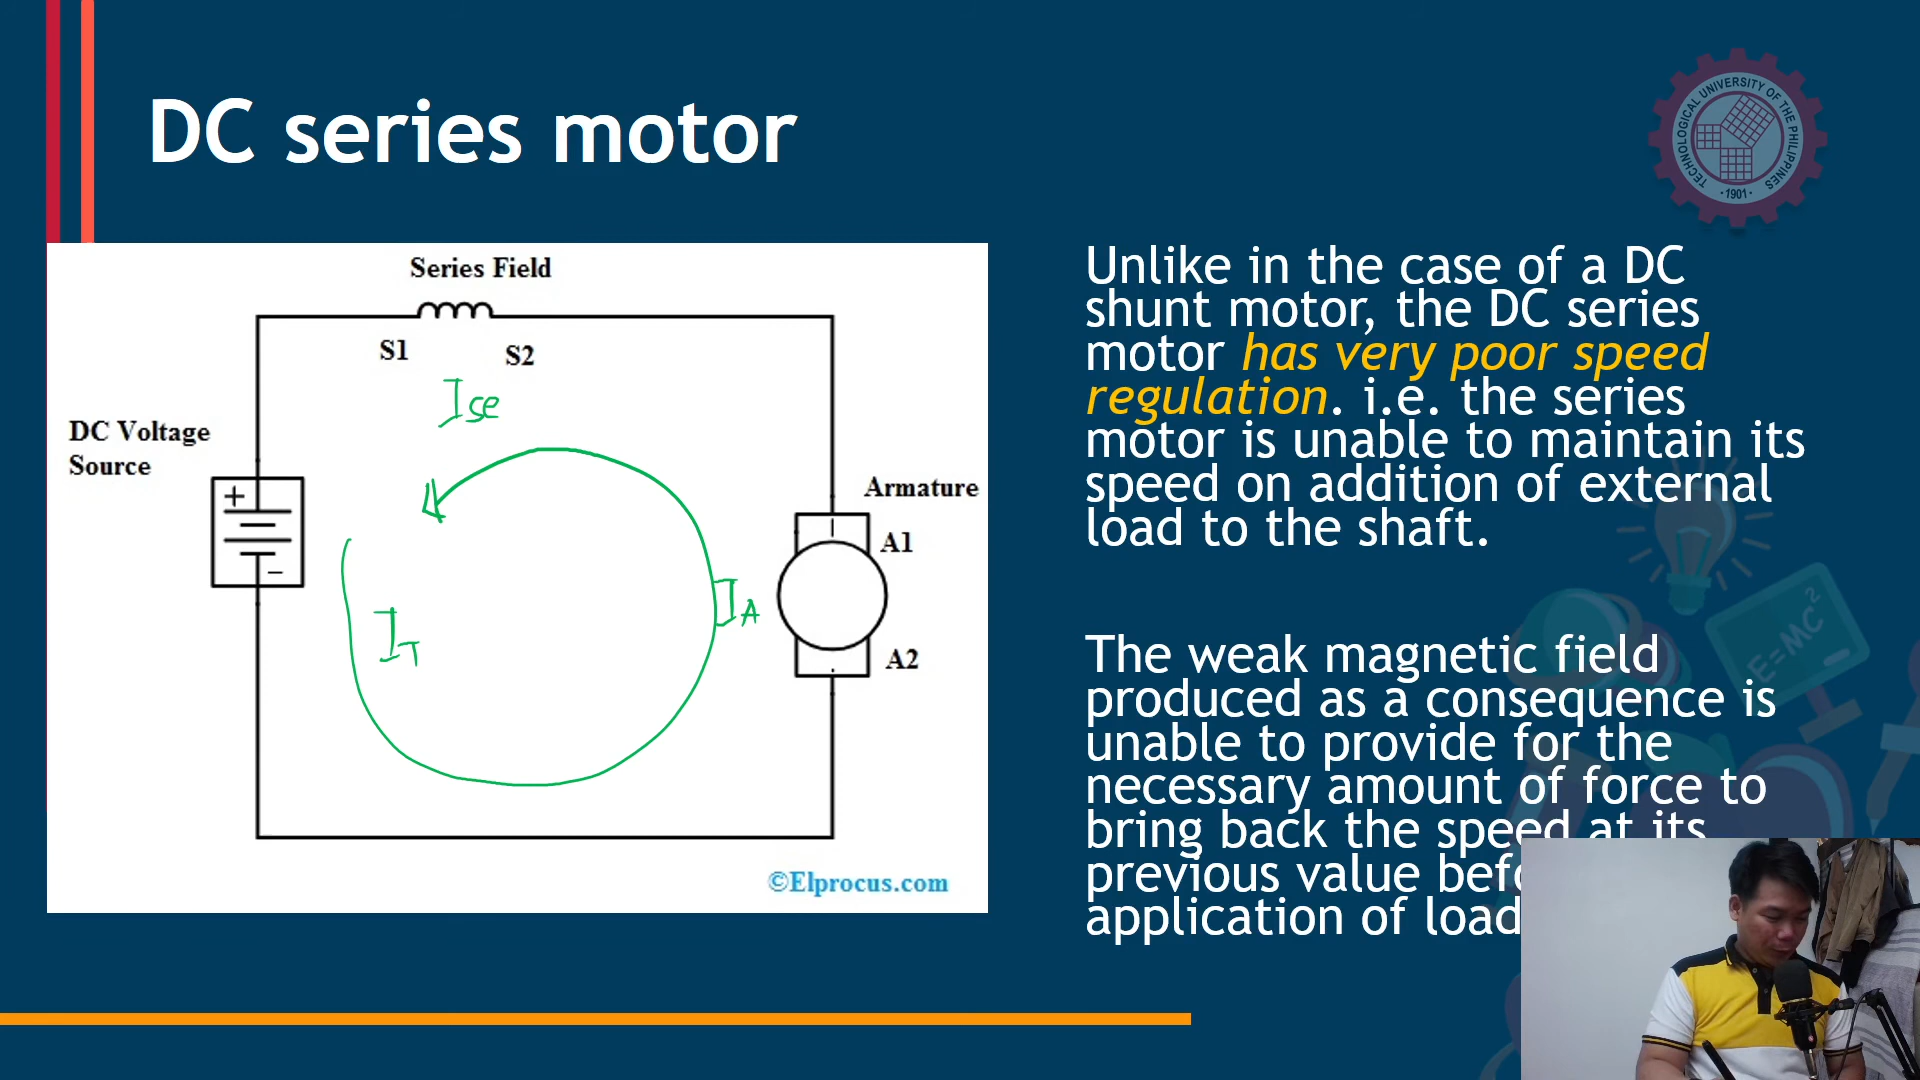 DC series motor
TECHNOLOGICAL UNIVERSITY OF THE PHILIPPINES
· 1901 ·
Series Field
S1 S2
Ise
DC Voltage
Source
+
−
Armature
A1
IA
A2
IT
©Elprocus.com
Unlike in the case of a DC
shunt motor, the DC series
motor has very poor speed
regulation. i.e. the series
motor is unable to maintain its
speed on addition of external
load to the shaft.
The weak magnetic field
produced as a consequence is
unable to provide for the
necessary amount of force to
bring back the speed at its
previous value
application of load
E=MC²